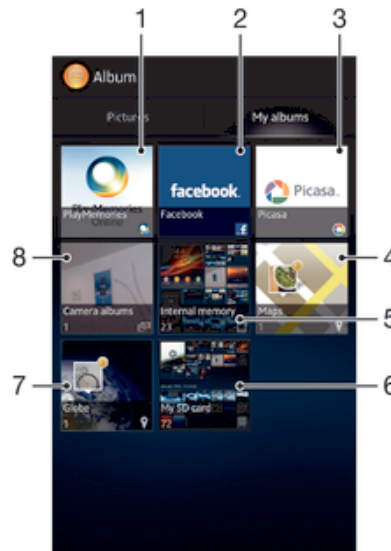 1 2 3
Album
Pictures My albums
facebook.
Picasa.
PlayMemories
Online
Facebook
Picasa
8
4
Camera albums
Internal memory
Maps
1
23
1
5
7
6
Globe
My SD card
1
72